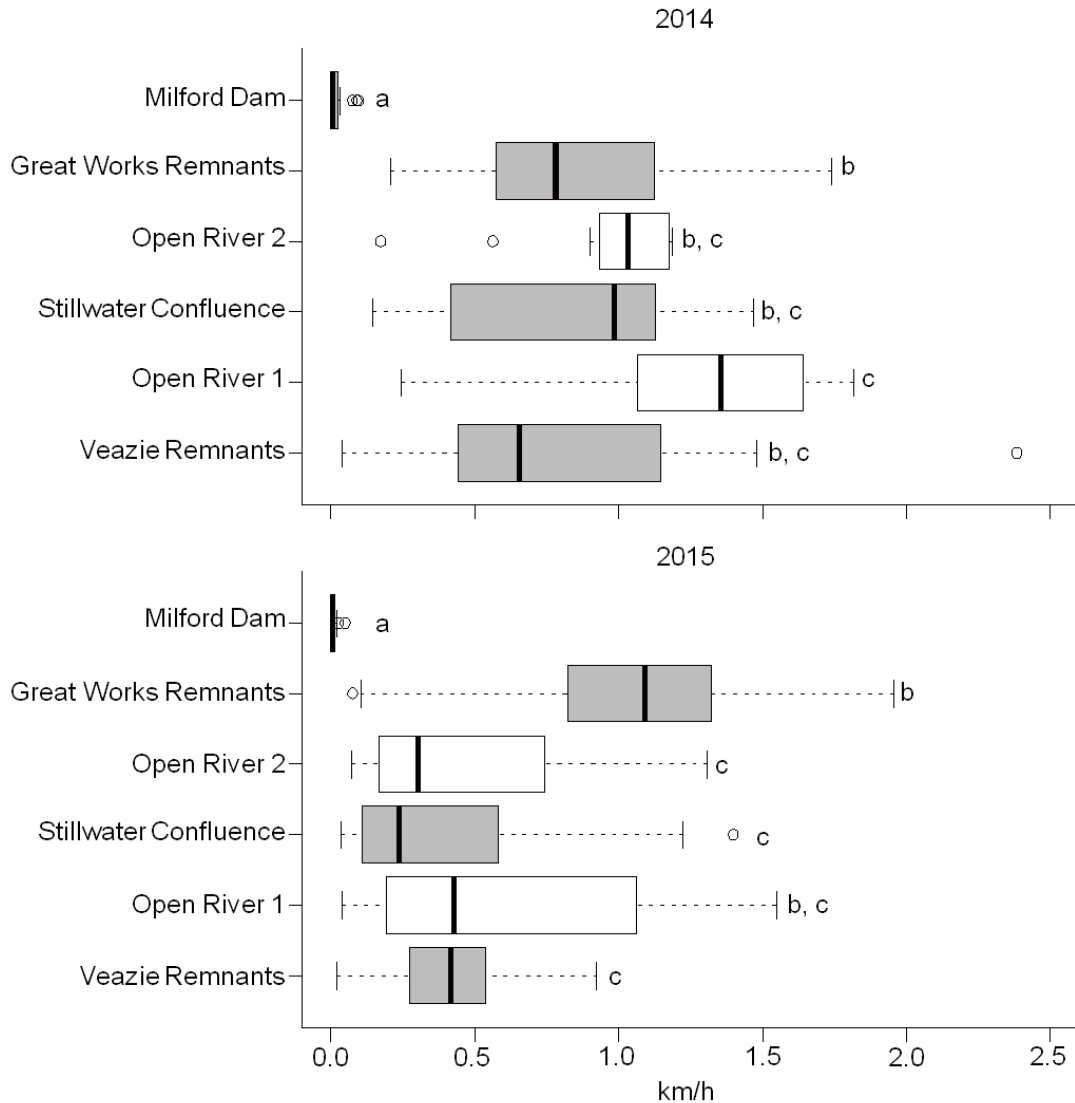 2014
Milford Dam a
Great Works Remnants b
Open River 2 b, c
Stillwater Confluence b, c
Open River 1 c
Veazie Remnants b, c
2015
Milford Dam a
Great Works Remnants b
Open River 2 c
Stillwater Confluence c
Open River 1 b, c
Veazie Remnants c
0.0 0.5 1.0 1.5 2.0 2.5
km/h